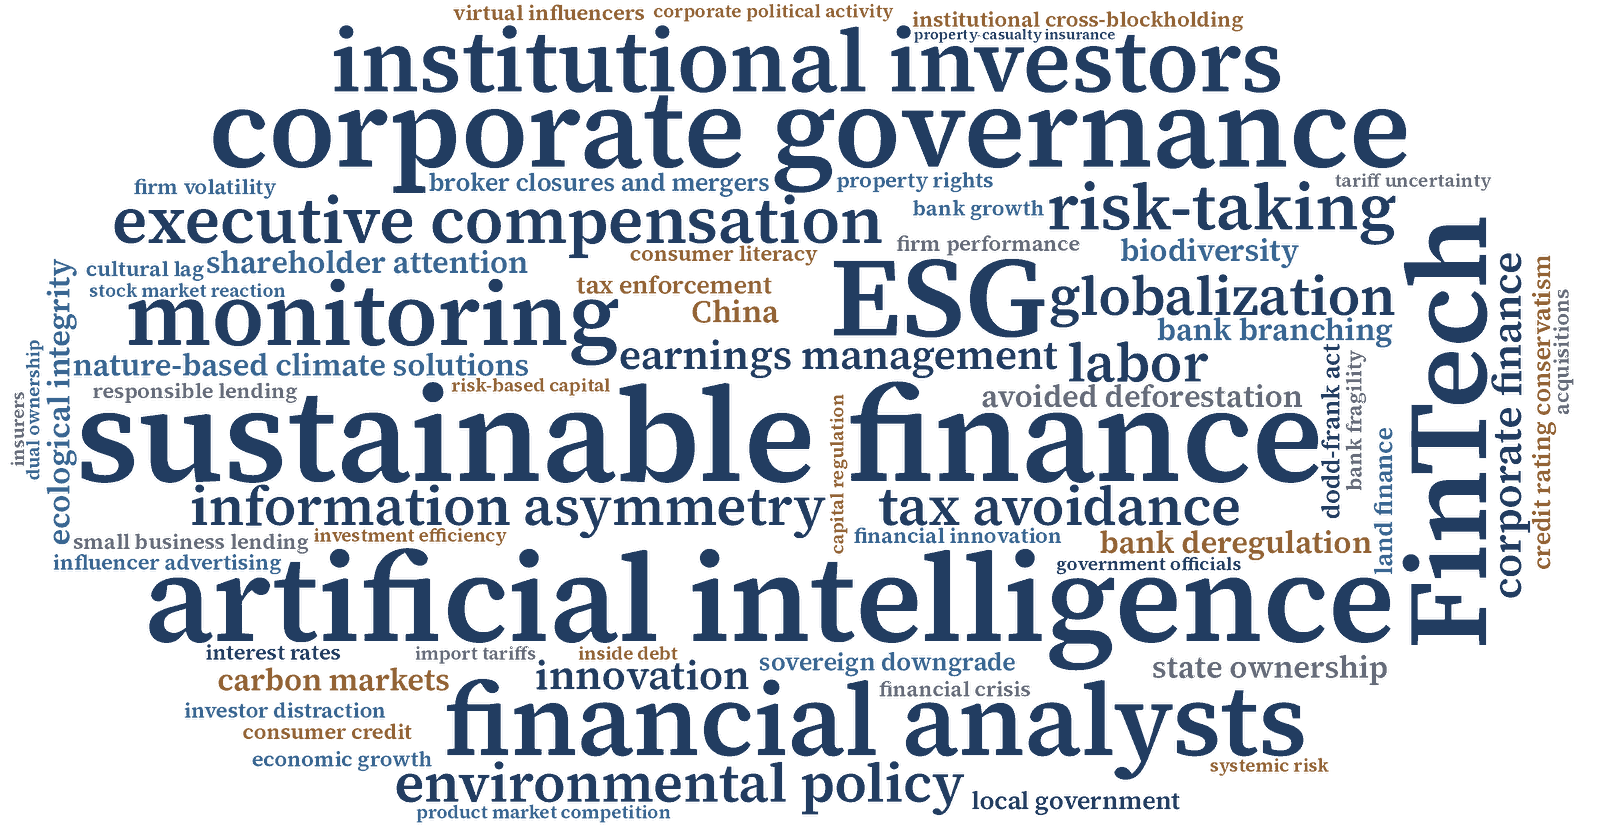 virtual influencers
corporate political activity
institutional cross-blockholding
property-casualty insurance
institutional investors
corporate governance
firm volatility
broker closures and mergers
property rights
tariff uncertainty
executive compensation
bank growth
risk-taking
firm performance
biodiversity
consumer literacy
cultural lag
shareholder attention
stock market reaction
tax enforcement
monitoring
China
ESG
globalization
bank branching
nature-based climate solutions
earnings management
labor
responsible lending
risk-based capital
avoided deforestation
sustainable finance
insurers
dual ownership
ecological integrity
capital regulation
dodd-frank act
bank fragility
land finance
FinTech
corporate finance
credit rating conservatism
acquisitions
information asymmetry
tax avoidance
small business lending
investment efficiency
financial innovation
bank deregulation
influencer advertising
government officials
artificial intelligence
interest rates
import tariffs
inside debt
sovereign downgrade
state ownership
carbon markets
innovation
financial crisis
investor distraction
financial analysts
consumer credit
economic growth
systemic risk
environmental policy
local government
product market competition